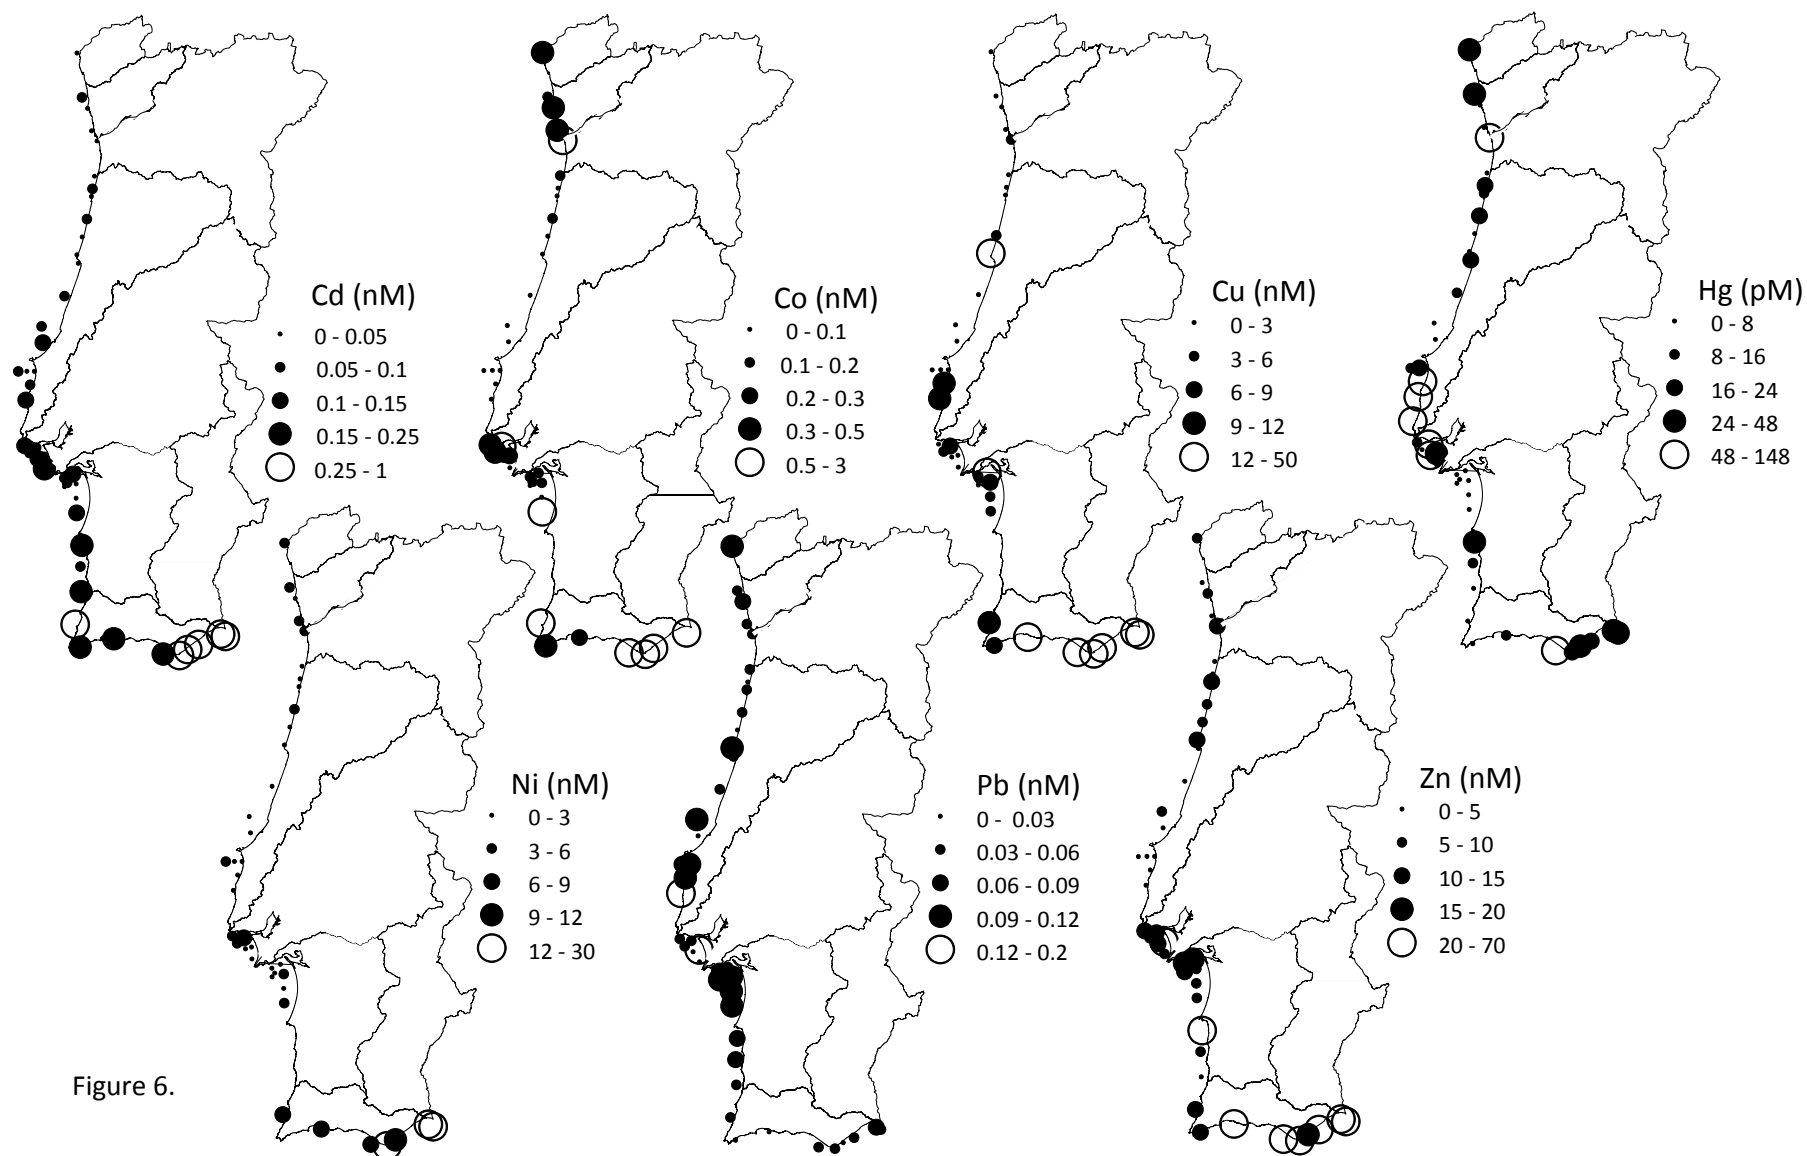 Cd (nM)
0 - 0.05
0.05 - 0.1
0.1 - 0.15
0.15 - 0.25
0.25 - 1
Co (nM)
0 - 0.1
0.1 - 0.2
0.2 - 0.3
0.3 - 0.5
0.5 - 3
Cu (nM)
0 - 3
3 - 6
6 - 9
9 - 12
12 - 50
Hg (pM)
0 - 8
8 - 16
16 - 24
24 - 48
48 - 148
Ni (nM)
0 - 3
3 - 6
6 - 9
9 - 12
12 - 30
Pb (nM)
0 - 0.03
0.03 - 0.06
0.06 - 0.09
0.09 - 0.12
0.12 - 0.2
Zn (nM)
0 - 5
5 - 10
10 - 15
15 - 20
20 - 70
Figure 6.